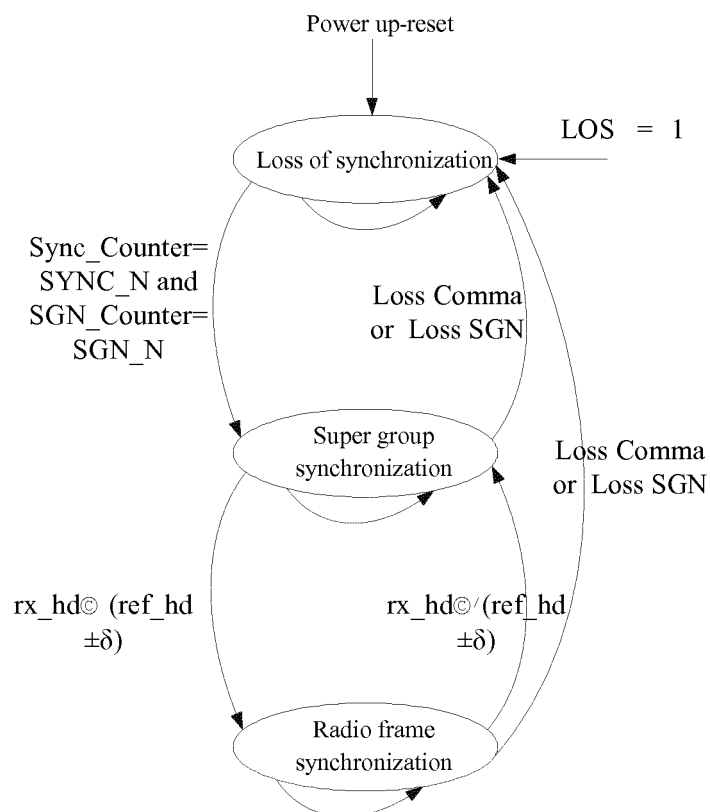 Power up-reset
LOS = 1
Loss of synchronization
Sync_Counter=
SYNC_N and
SGN_Counter=
SGN_N
Loss Comma
or Loss SGN
Super group
synchronization
Loss Comma
or Loss SGN
rx_hd© (ref_hd
±δ)
rx_hd©′(ref_hd
±δ)
Radio frame
synchronization